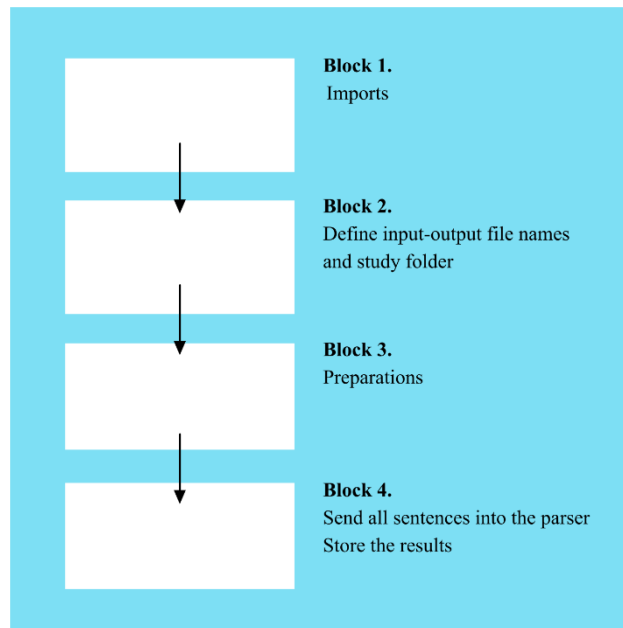 Block 1.
Imports
Block 2.
Define input-output file names
and study folder
Block 3.
Preparations
Block 4.
Send all sentences into the parser
Store the results